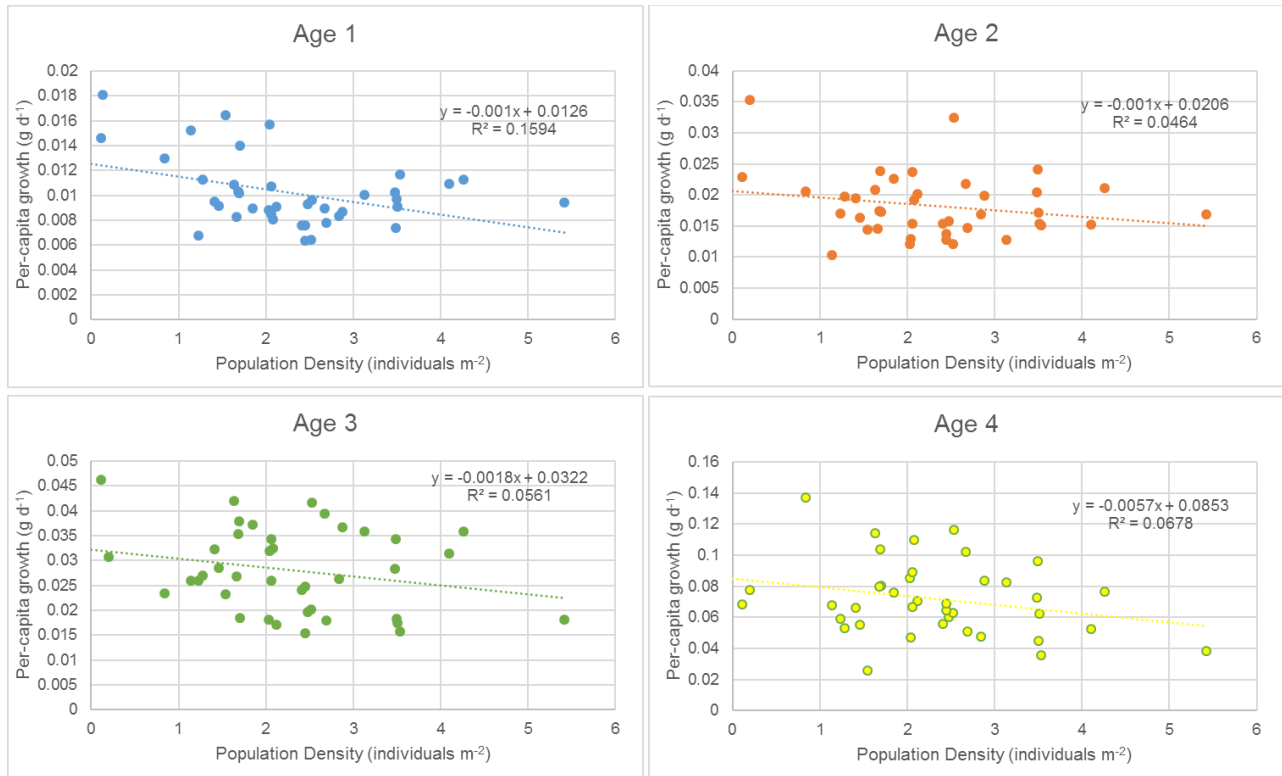 Age 1
Per-capita growth (g d⁻¹)
0.02
0.018
0.016
0.014
0.012
0.01
0.008
0.006
0.004
0.002
0
y = -0.001x + 0.0126
R² = 0.1594
0 1 2 3 4 5 6
Population Density (individuals m⁻²)
Age 2
Per-capita growth (g d⁻¹)
0.04
0.035
0.03
0.025
0.02
0.015
0.01
0.005
0
y = -0.001x + 0.0206
R² = 0.0464
0 1 2 3 4 5 6
Population Density (individuals m⁻²)
Age 3
Per-capita growth (g d⁻¹)
0.05
0.045
0.04
0.035
0.03
0.025
0.02
0.015
0.01
0.005
0
y = -0.0018x + 0.0322
R² = 0.0561
0 1 2 3 4 5 6
Population Density (individuals m⁻²)
Age 4
Per-capita growth (g d⁻¹)
0.16
0.14
0.12
0.1
0.08
0.06
0.04
0.02
0
y = -0.0057x + 0.0853
R² = 0.0678
0 1 2 3 4 5 6
Population Density (individuals m⁻²)